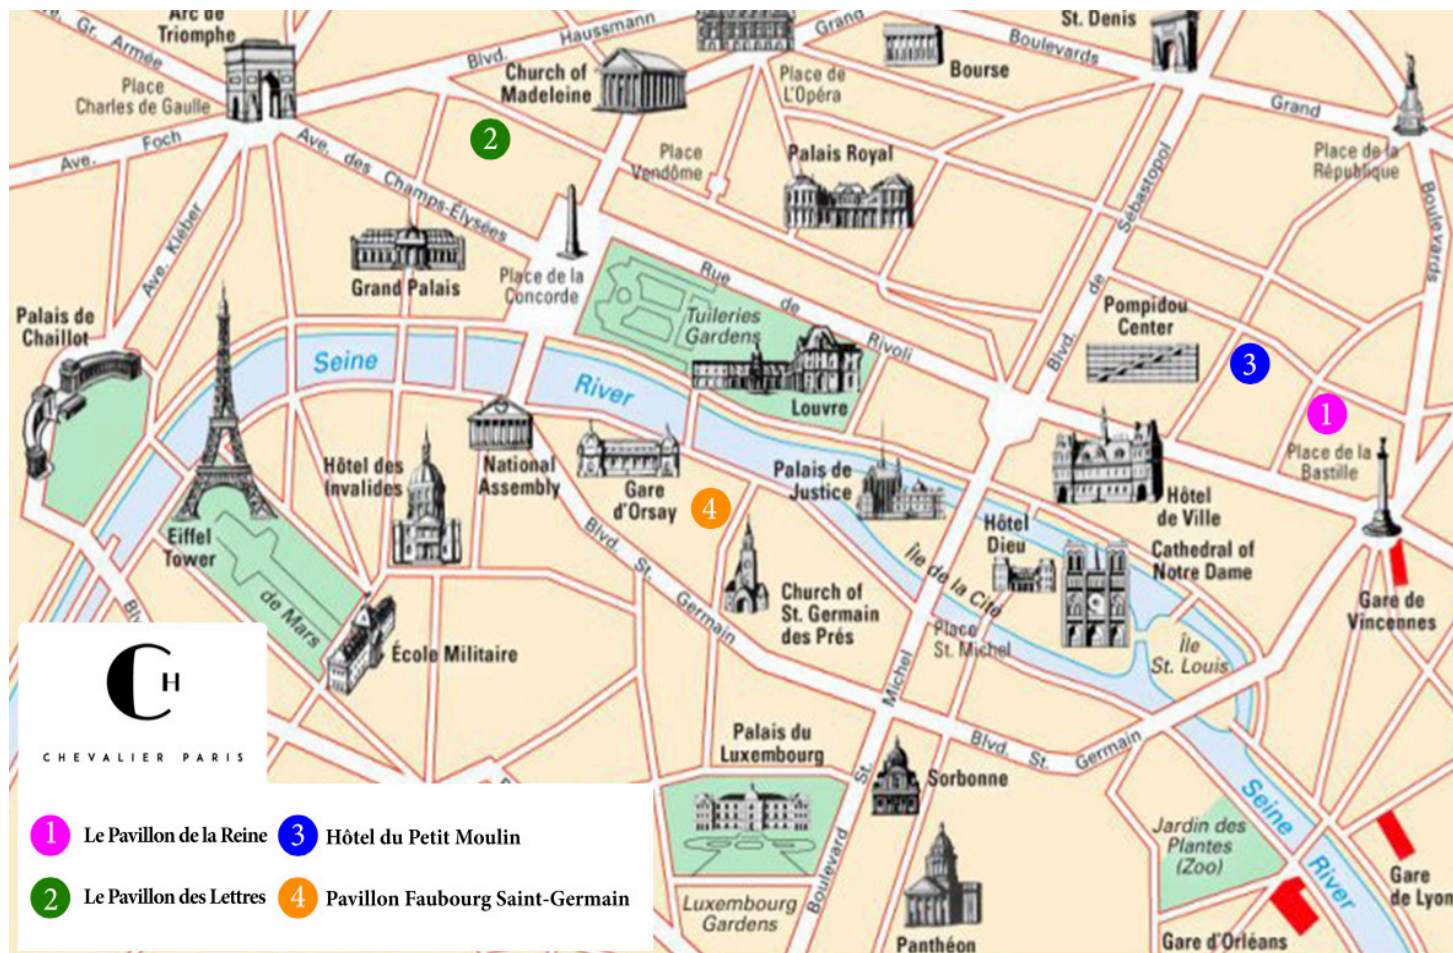 Arc de
Triomphe
Gr. Armée
Place
Charles de Gaulle
Ave. Foch
Ave. des Champs-Élysées
Ave. Kléber
Blvd. Haussmann
Church of
Madeleine
Grand Boulevards
Place de
L'Opéra
Bourse
St. Denis
Grand
Boulevards
Place de la
République
2
Place
Vendôme
Palais Royal
Blvd. de Sébastopol
Grand Palais
Place de la
Concorde
Rue de Rivoli
Tuileries
Gardens
Louvre
Pompidou
Center
3
1
Place de la
Bastille
Palais de
Chaillot
Seine
River
Eiffel
Tower
de Mars
Hôtel des
Invalides
National
Assembly
Gare
d'Orsay
4
Palais de
Justice
Hôtel
de Ville
Hôtel
Dieu
Île de la Cité
Cathedral of
Notre Dame
Gare de
Vincennes
Blvd. St. Germain
Church of
St. Germain
des Prés
Place
St. Michel
Île
St. Louis
École Militaire
Palais du
Luxembourg
Boulevard St. Michel
Blvd. St. Germain
Sorbonne
Luxembourg
Gardens
Panthéon
Jardin des
Plantes
(Zoo)
Seine
River
Gare
de Lyon
Gare d'Orléans
CH
CHEVALIER PARIS
1 Le Pavillon de la Reine
3 Hôtel du Petit Moulin
2 Le Pavillon des Lettres
4 Pavillon Faubourg Saint-Germain